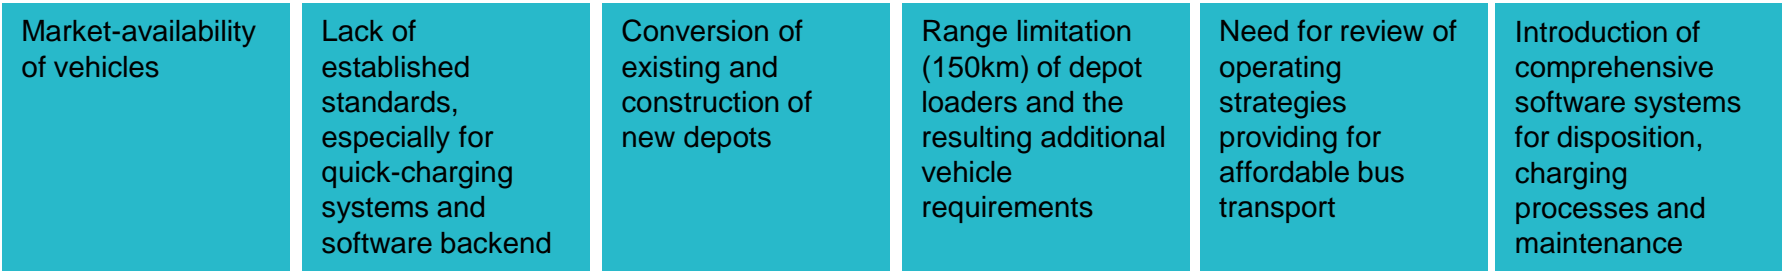 Market-availability
of vehicles
Lack of
established
standards,
especially for
quick-charging
systems and
software backend
Conversion of
existing and
construction of
new depots
Range limitation
(150km) of depot
loaders and the
resulting additional
vehicle
requirements
Need for review of
operating
strategies
providing for
affordable bus
transport
Introduction of
comprehensive
software systems
for disposition,
charging
processes and
maintenance